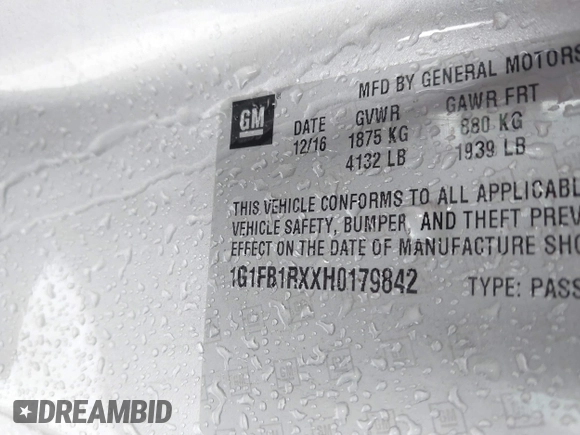 MFD BY GENERAL MOTORS
GM
DATE GVWR GAWR FRT
12/16 1875 KG 880 KG
4132 LB 1939 LB
THIS VEHICLE CONFORMS TO ALL APPLICABL
VEHICLE SAFETY, BUMPER, AND THEFT PREV
EFFECT ON THE DATE OF MANUFACTURE SHO
1G1FB1RXXH0179842 TYPE: PASS
DREAMBID